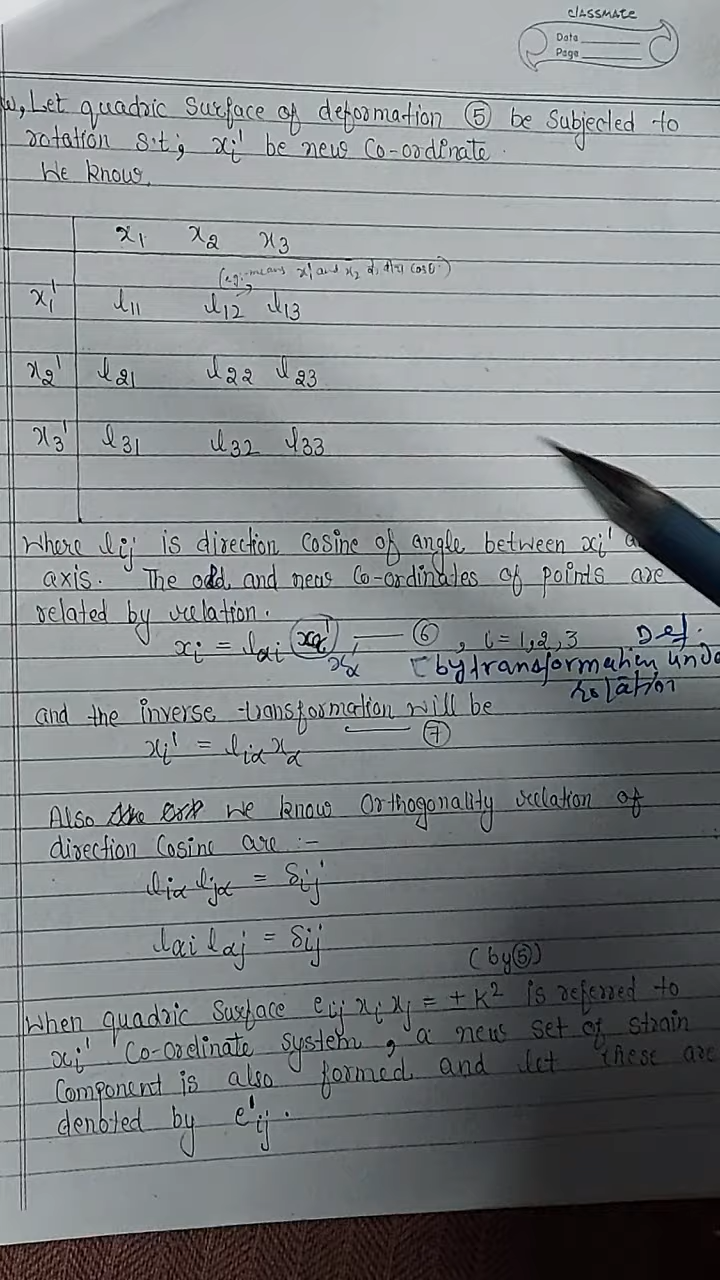 classmate
Date
Page
w, Let quadric surface of deformation ⑤ be subjected to
rotation s.t; xi' be new co-ordinate.
We know,
x1 x2 x3
x1' l11 l12 l13
x2' l21 l22 l23
x3' l31 l32 l33
Where lij is direction cosine of angle between xi'
axis. The old and new co-ordinates of points are
related by relation.
xi = lαi xα' — ⑥, i = 1,2,3 Def.
xα [by transformation und
rotation
and the inverse transformation will be
xi' = liα xα — ⑦
Also we know orthogonality relation of
direction cosine are :-
liα ljα = δij
lαi lαj = δij
(by ⑤)
When quadric surface eij xi xj = ± K² is referred to
xi' co-ordinate system, a new set of strain
component is also formed and let these are
denoted by e'ij.